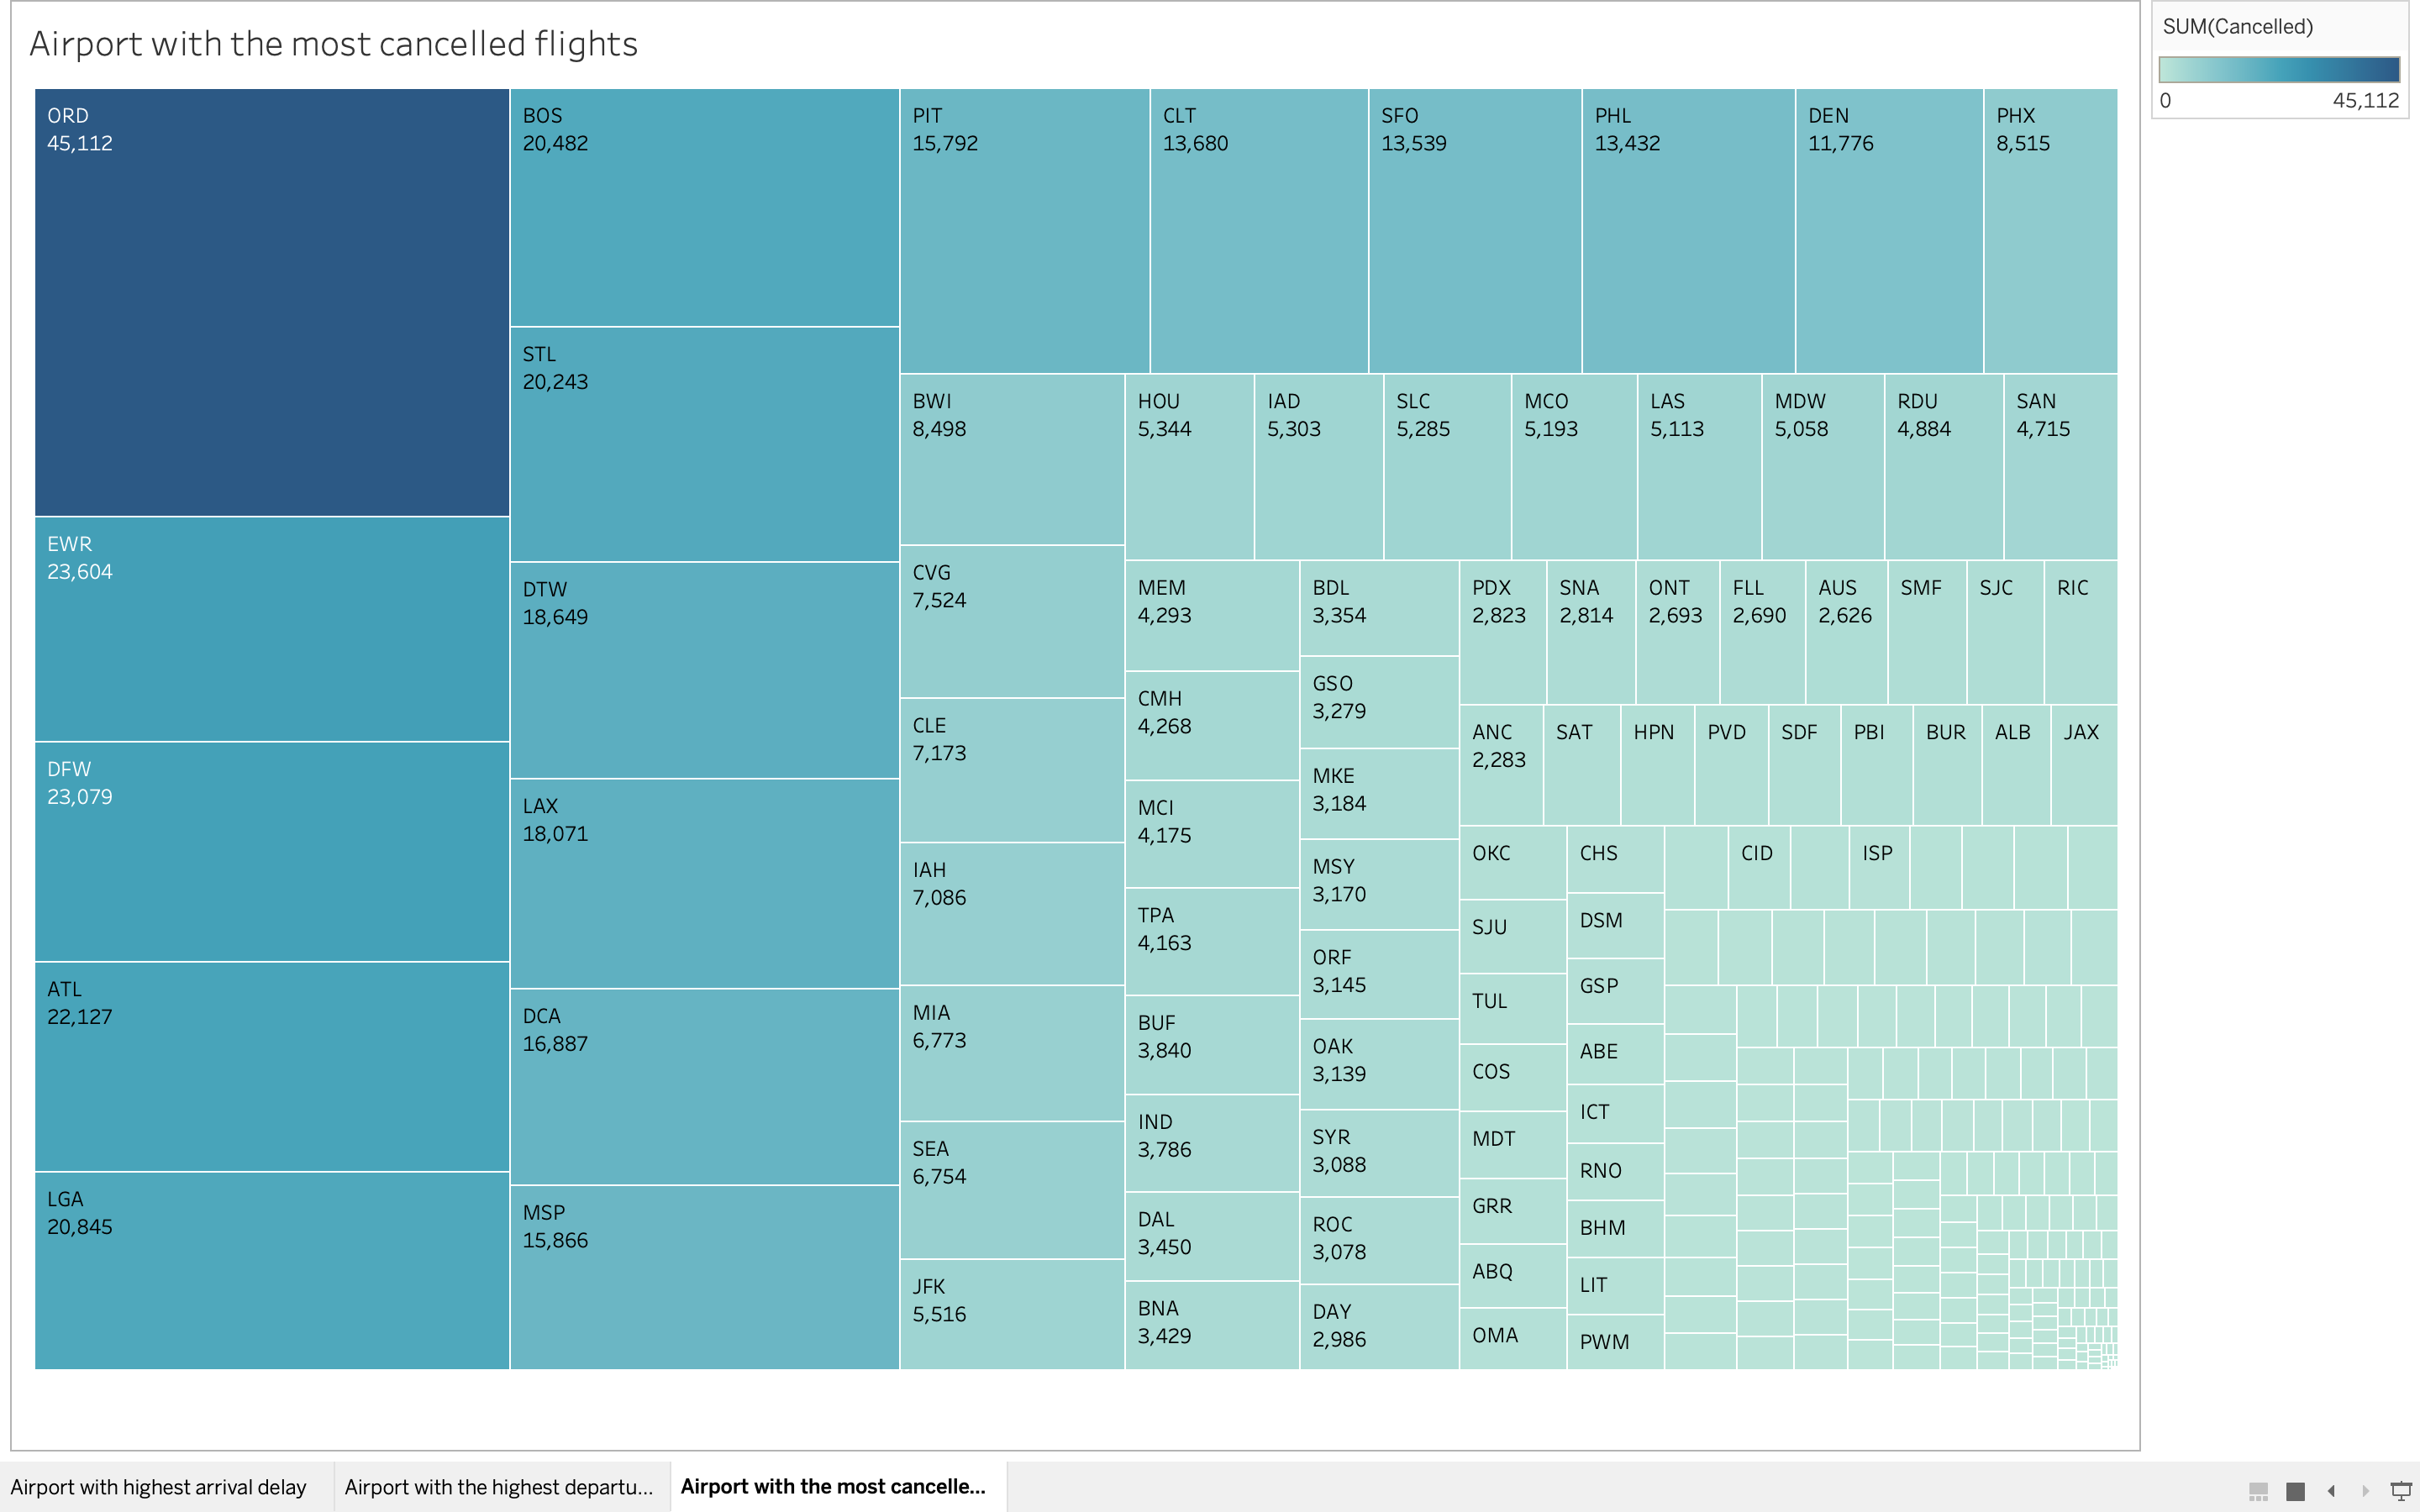 Airport with the most cancelled flights
SUM(Cancelled)
0 45,112
ORD
45,112
EWR
23,604
DFW
23,079
ATL
22,127
LGA
20,845
BOS
20,482
STL
20,243
DTW
18,649
LAX
18,071
DCA
16,887
MSP
15,866
PIT
15,792
CLT
13,680
SFO
13,539
PHL
13,432
DEN
11,776
PHX
8,515
BWI
8,498
CVG
7,524
CLE
7,173
IAH
7,086
MIA
6,773
SEA
6,754
JFK
5,516
HOU
5,344
IAD
5,303
SLC
5,285
MCO
5,193
LAS
5,113
MDW
5,058
RDU
4,884
SAN
4,715
MEM
4,293
CMH
4,268
MCI
4,175
TPA
4,163
BUF
3,840
IND
3,786
DAL
3,450
BNA
3,429
BDL
3,354
GSO
3,279
MKE
3,184
MSY
3,170
ORF
3,145
OAK
3,139
SYR
3,088
ROC
3,078
DAY
2,986
PDX
2,823
SNA
2,814
ONT
2,693
FLL
2,690
AUS
2,626
SMF
SJC
RIC
ANC
2,283
SAT
HPN
PVD
SDF
PBI
BUR
ALB
JAX
OKC
SJU
TUL
COS
MDT
GRR
ABQ
OMA
CHS
DSM
GSP
ABE
ICT
RNO
BHM
LIT
PWM
CID
ISP
Airport with highest arrival delay
Airport with the highest departu...
Airport with the most cancelle...